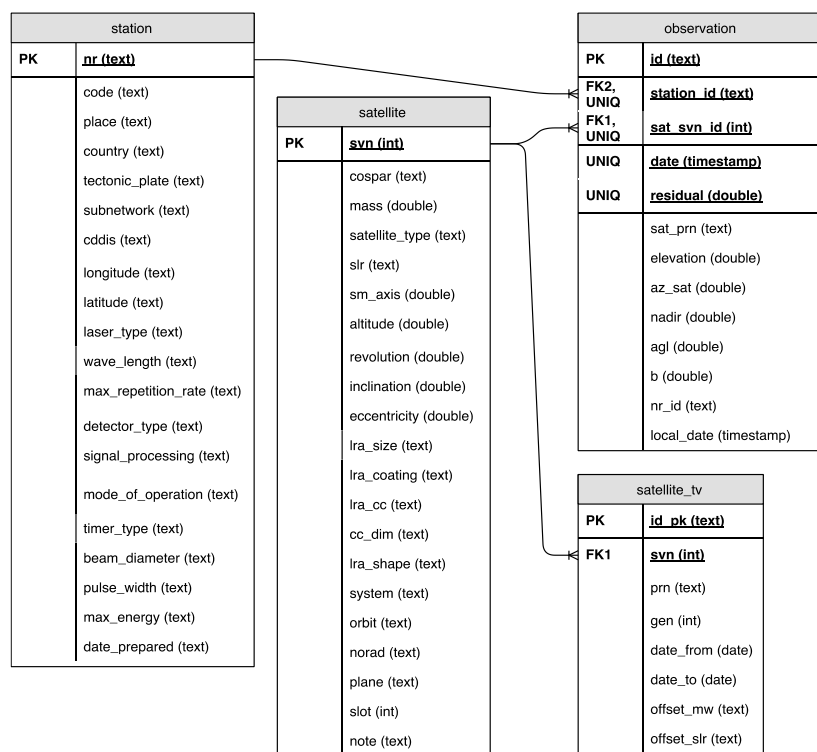 station
PK nr (text)
code (text)
place (text)
country (text)
tectonic_plate (text)
subnetwork (text)
cddis (text)
longitude (text)
latitude (text)
laser_type (text)
wave_length (text)
max_repetition_rate (text)
detector_type (text)
signal_processing (text)
mode_of_operation (text)
timer_type (text)
beam_diameter (text)
pulse_width (text)
max_energy (text)
date_prepared (text)
satellite
PK svn (int)
cospar (text)
mass (double)
satellite_type (text)
slr (text)
sm_axis (double)
altitude (double)
revolution (double)
inclination (double)
eccentricity (double)
lra_size (text)
lra_coating (text)
lra_cc (text)
cc_dim (text)
lra_shape (text)
system (text)
orbit (text)
norad (text)
plane (text)
slot (int)
note (text)
observation
PK id (text)
FK2,
UNIQ station_id (text)
FK1,
UNIQ sat_svn_id (int)
UNIQ date (timestamp)
UNIQ residual (double)
sat_prn (text)
elevation (double)
az_sat (double)
nadir (double)
agl (double)
b (double)
nr_id (text)
local_date (timestamp)
satellite_tv
PK id_pk (text)
FK1 svn (int)
prn (text)
gen (int)
date_from (date)
date_to (date)
offset_mw (text)
offset_slr (text)